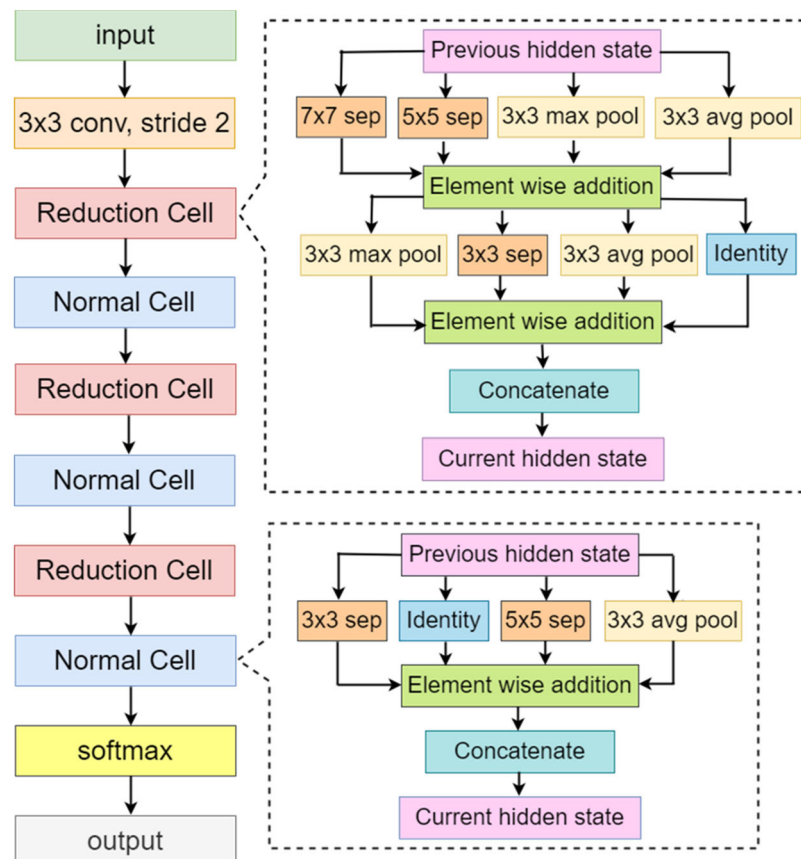 input
3x3 conv, stride 2
Reduction Cell
Normal Cell
Reduction Cell
Normal Cell
Reduction Cell
Normal Cell
softmax
output
Previous hidden state
7x7 sep
5x5 sep
3x3 max pool
3x3 avg pool
Element wise addition
3x3 max pool
3x3 sep
3x3 avg pool
Identity
Element wise addition
Concatenate
Current hidden state
Previous hidden state
3x3 sep
Identity
5x5 sep
3x3 avg pool
Element wise addition
Concatenate
Current hidden state